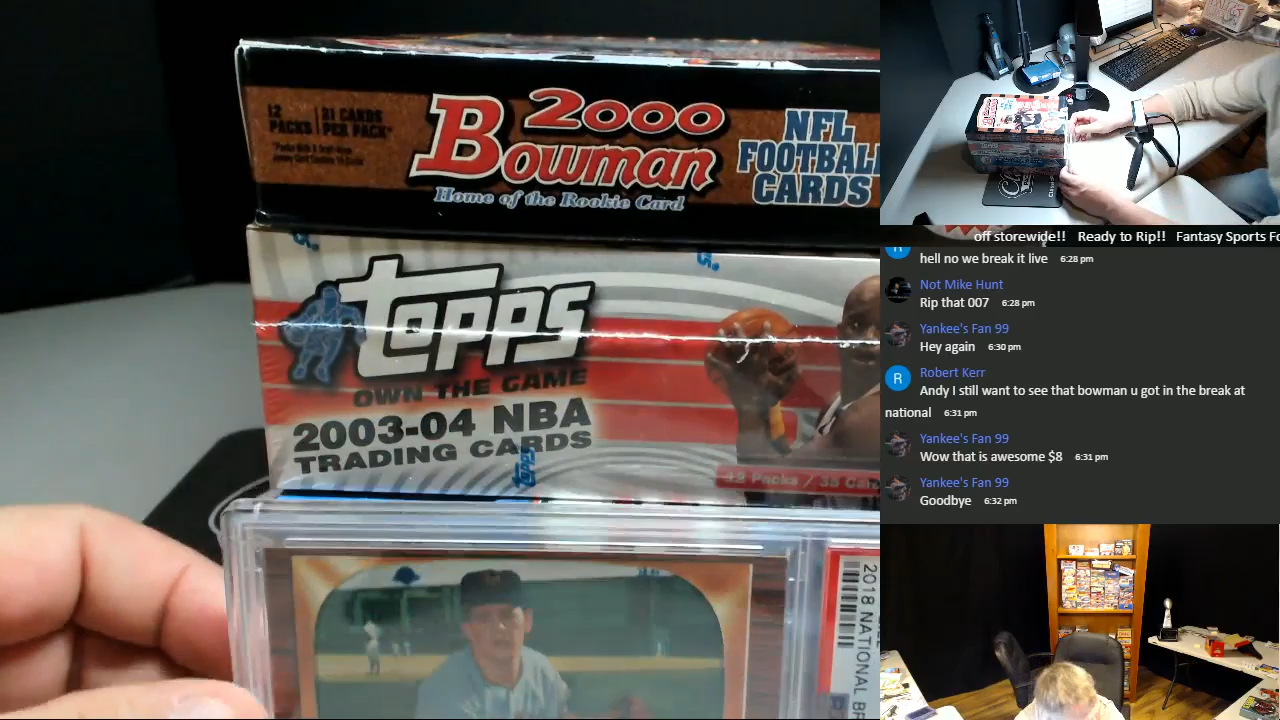 2000
Bowman
Home of the Rookie Card
NFL
FOOTBALL
CARDS
12
PACKS
PER PACK*
TOPPS
OWN THE GAME
2003-04 NBA
TRADING CARDS
12 Packs / 35
2018 NATIONAL
off storewide!! Ready to Rip!! Fantasy Sports
R
hell no we break it live 6:28 pm
Not Mike Hunt
Rip that 007 6:28 pm
Yankee's Fan 99
Hey again 6:30 pm
R
Robert Kerr
Andy I still want to see that bowman u got in the break at
national 6:31 pm
Yankee's Fan 99
Wow that is awesome $8 6:31 pm
Yankee's Fan 99
Goodbye 6:32 pm